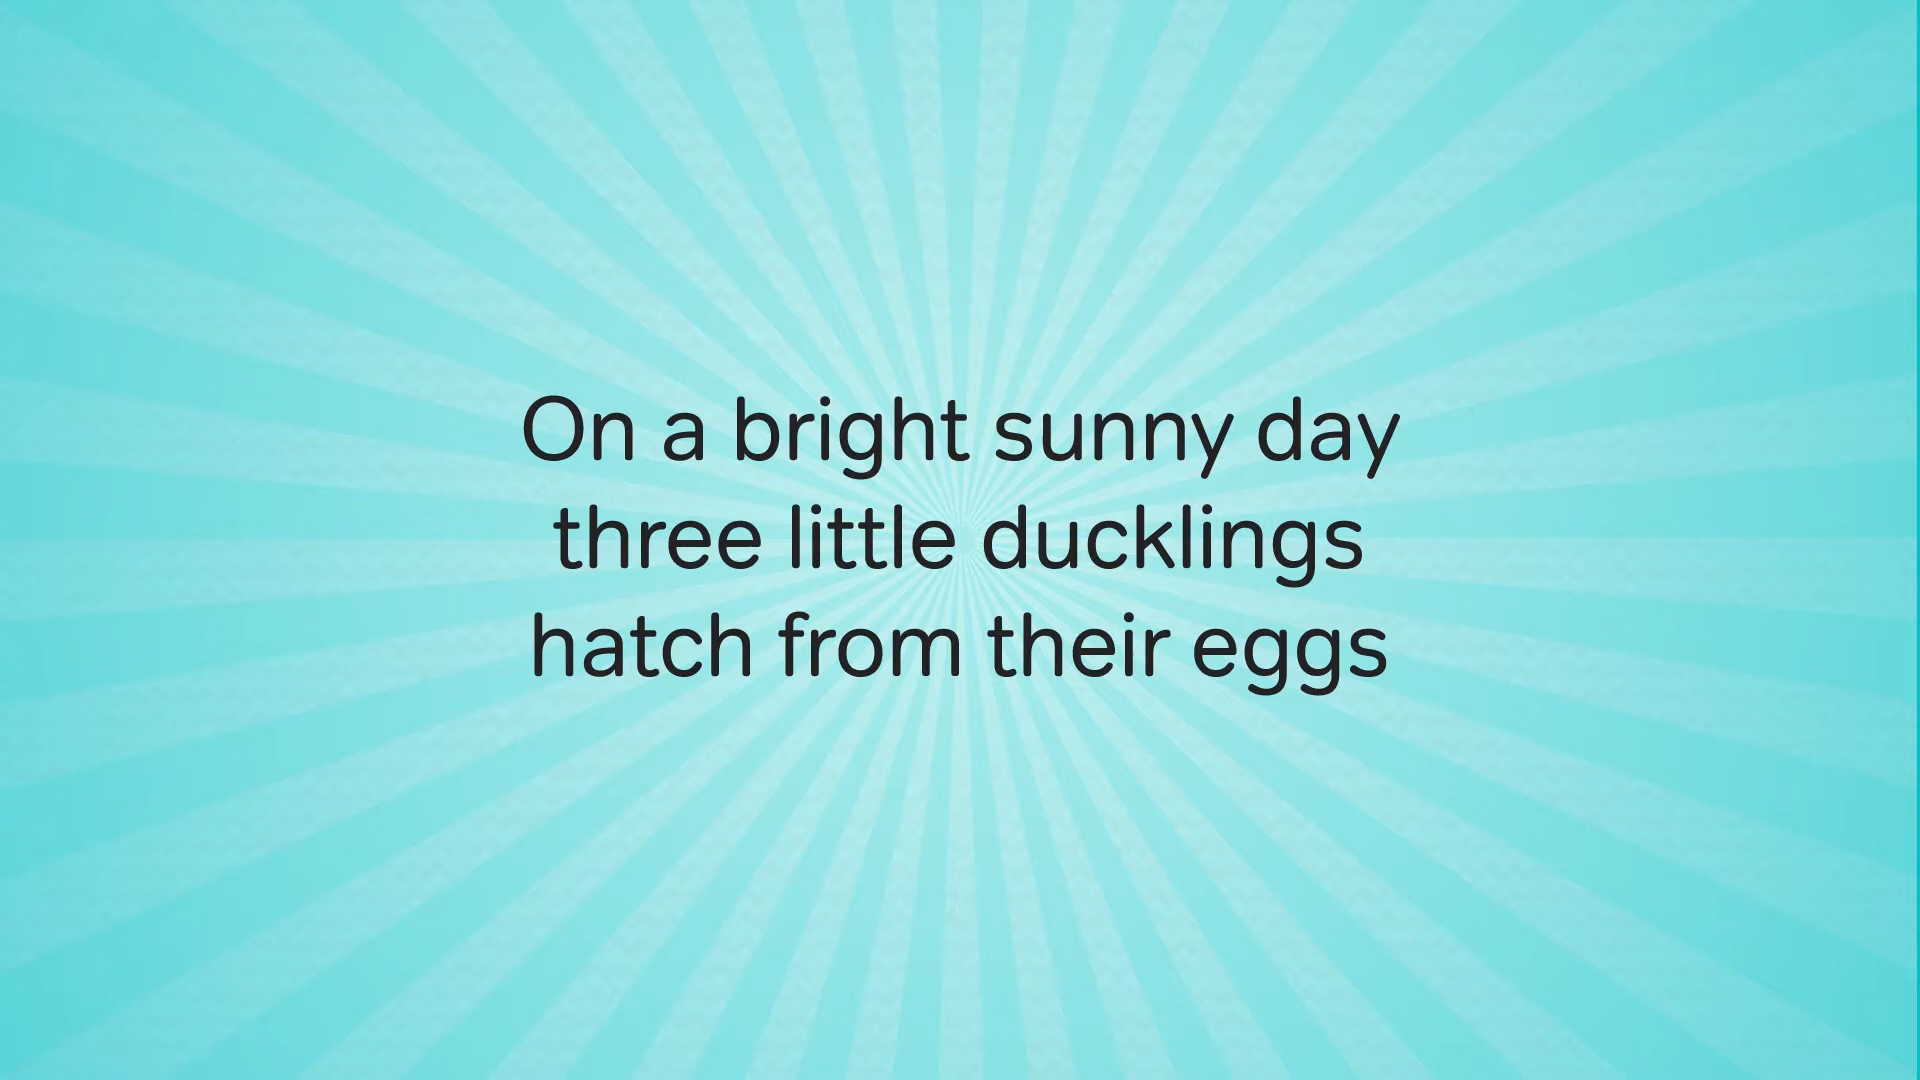 On a bright sunny day
three little ducklings
hatch from their eggs